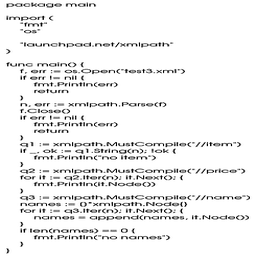 package main

import (
    "fmt"
    "os"

    "launchpad.net/xmlpath"
)

func main() {
    f, err := os.Open("test3.xml")
    if err != nil {
        fmt.Println(err)
        return
    }
    n, err := xmlpath.Parse(f)
    f.Close()
    if err != nil {
        fmt.Println(err)
        return
    }
    q1 := xmlpath.MustCompile("//item")
    if _, ok := q1.String(n); !ok {
        fmt.Println("no item")
    }
    q2 := xmlpath.MustCompile("//price")
    for it := q2.Iter(n); it.Next(); {
        fmt.Println(it.Node())
    }
    q3 := xmlpath.MustCompile("//name")
    names := []*xmlpath.Node{}
    for it := q3.Iter(n); it.Next(); {
        names = append(names, it.Node())
    }
    if len(names) == 0 {
        fmt.Println("no names")
    }
}